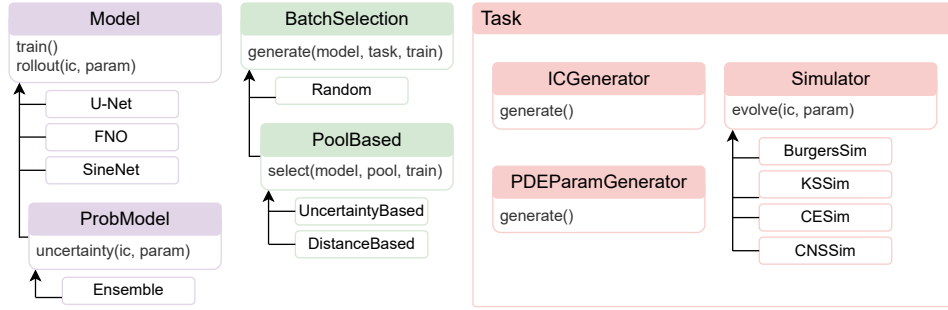 Model
train()
rollout(ic, param)
U-Net
FNO
SineNet
ProbModel
uncertainty(ic, param)
Ensemble
BatchSelection
generate(model, task, train)
Random
PoolBased
select(model, pool, train)
UncertaintyBased
DistanceBased
Task
ICGenerator
generate()
PDEParamGenerator
generate()
Simulator
evolve(ic, param)
BurgersSim
KSSim
CESim
CNSSim